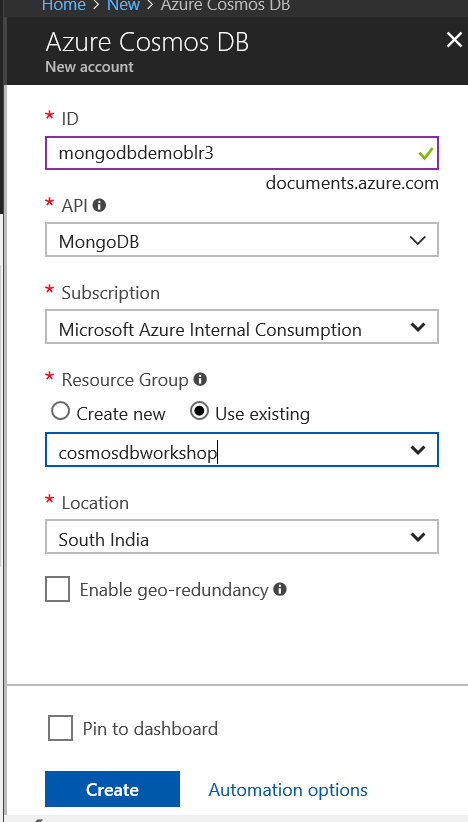 Home > New > Azure Cosmos DB
Azure Cosmos DB
New account
* ID
mongodbdemoblr3
documents.azure.com
* API
MongoDB
* Subscription
Microsoft Azure Internal Consumption
* Resource Group
Create new Use existing
cosmosdbworkshop
* Location
South India
Enable geo-redundancy
Pin to dashboard
Create Automation options